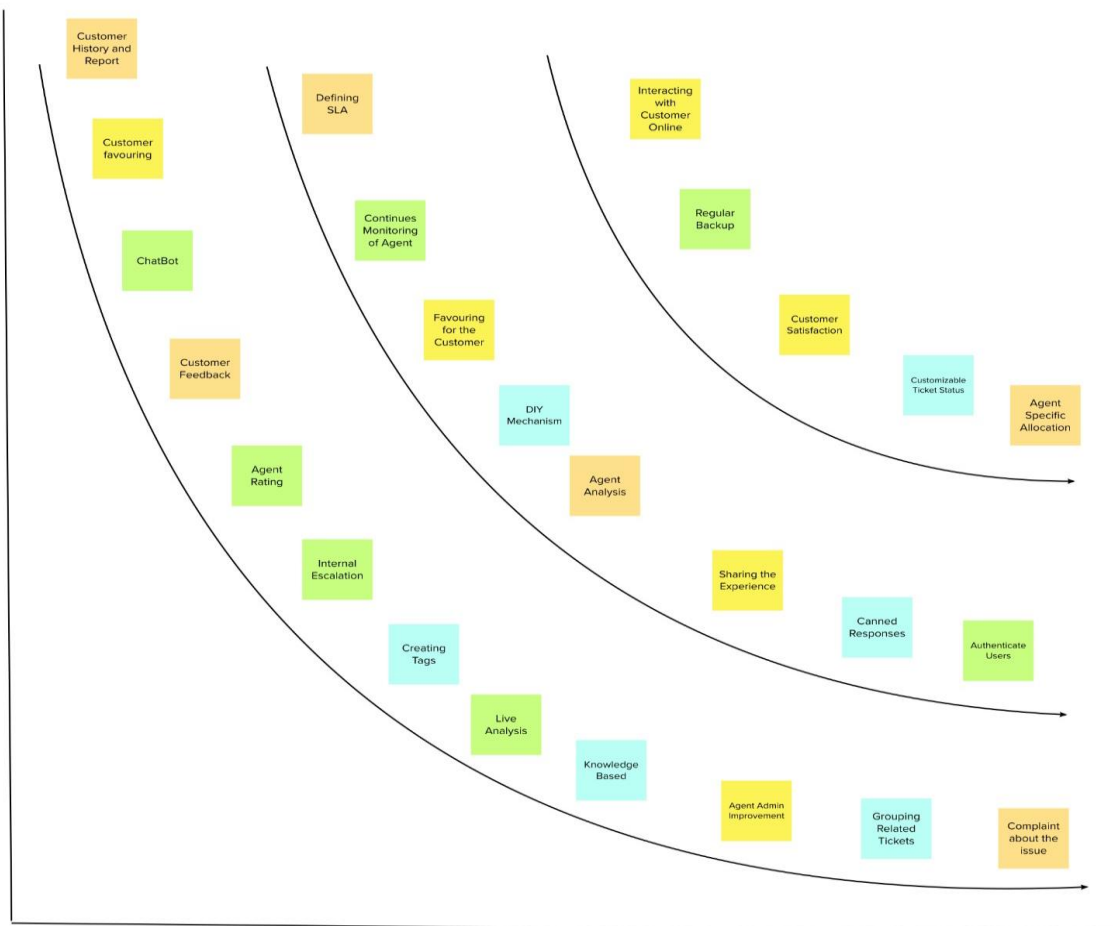 Customer
History and
Report
Customer
favouring
ChatBot
Customer
Feedback
Agent
Rating
Internal
Escalation
Creating
Tags
Live
Analysis
Knowledge
Based
Agent Admin
Improvement
Grouping
Related
Tickets
Complaint
about the
issue
Defining
SLA
Continues
Monitoring
of Agent
Favouring
for the
Customer
DIY
Mechanism
Agent
Analysis
Sharing the
Experience
Canned
Responses
Authenticate
Users
Interacting
with
Customer
Online
Regular
Backup
Customer
Satisfaction
Customizable
Ticket Status
Agent
Specific
Allocation